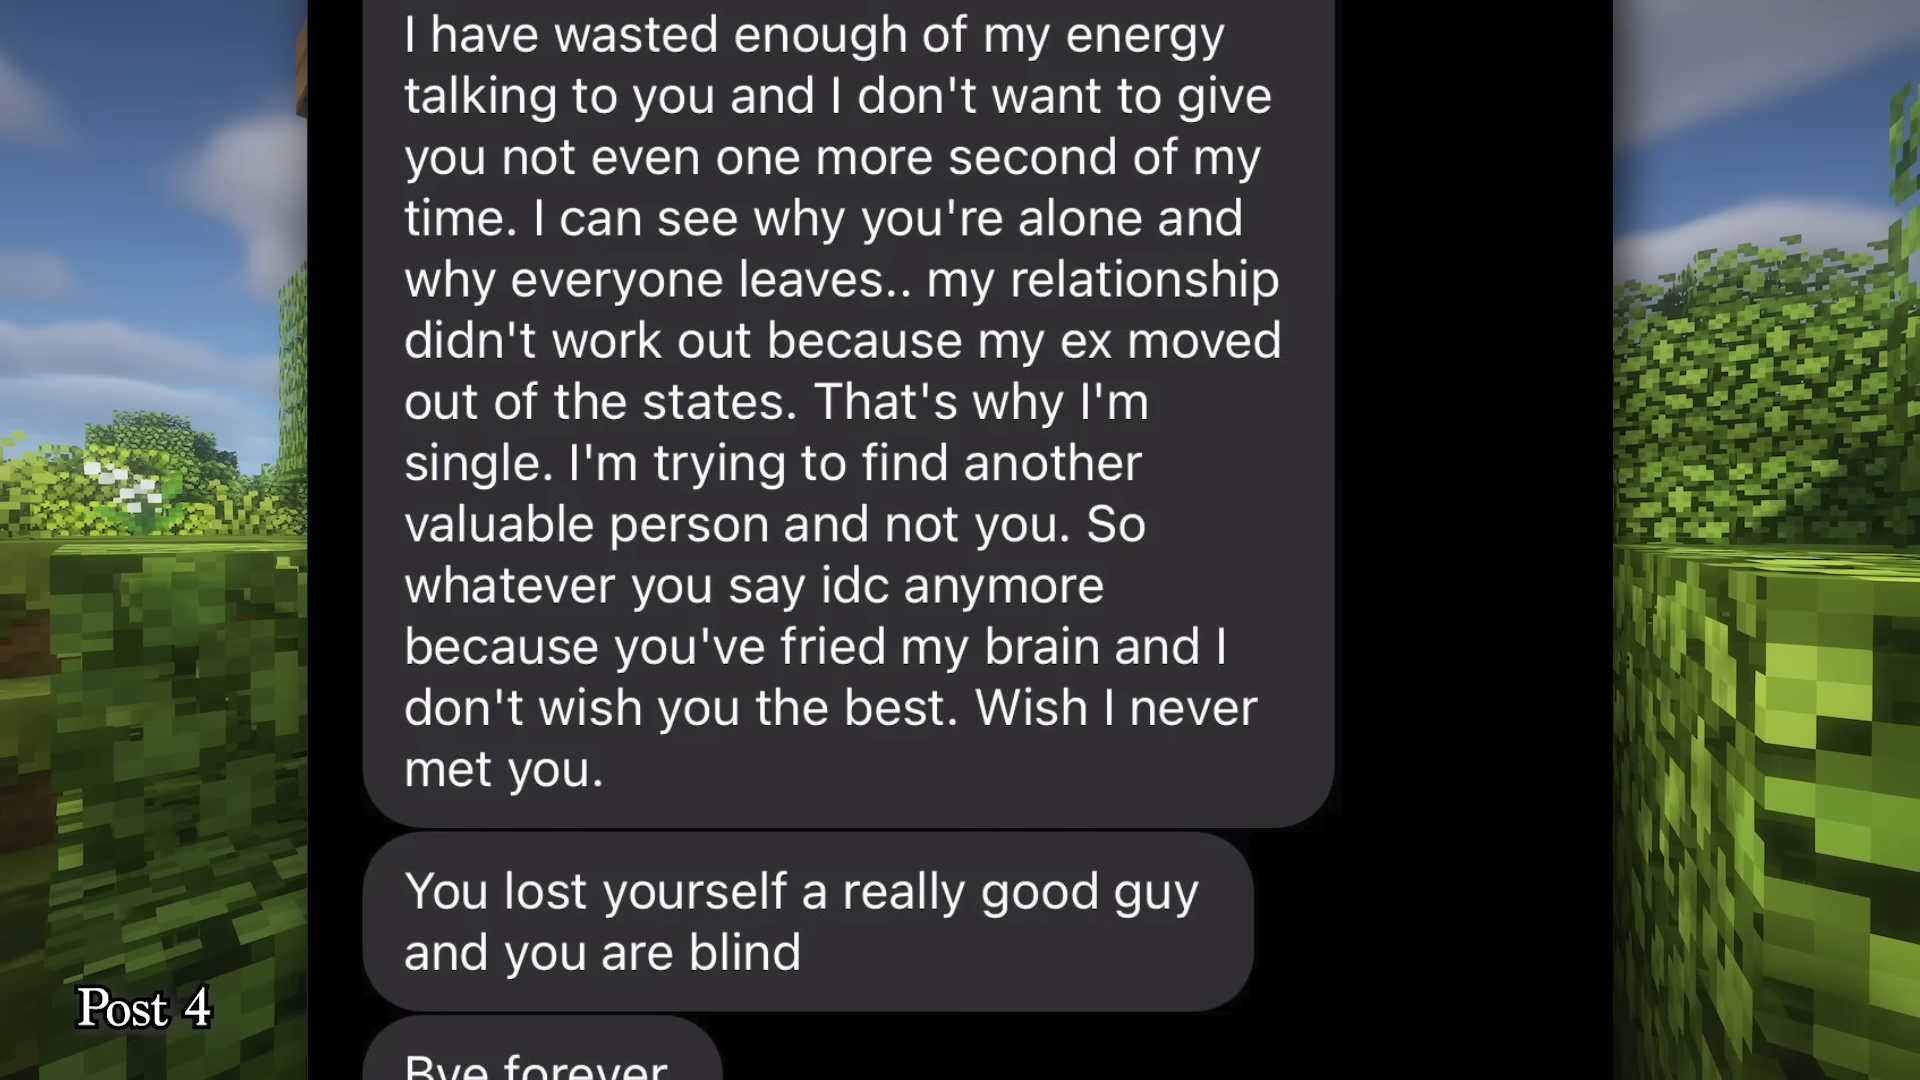 I have wasted enough of my energy
talking to you and I don't want to give
you not even one more second of my
time. I can see why you're alone and
why everyone leaves.. my relationship
didn't work out because my ex moved
out of the states. That's why I'm
single. I'm trying to find another
valuable person and not you. So
whatever you say idc anymore
because you've fried my brain and I
don't wish you the best. Wish I never
met you.
You lost yourself a really good guy
and you are blind
Bye forever
Post 4